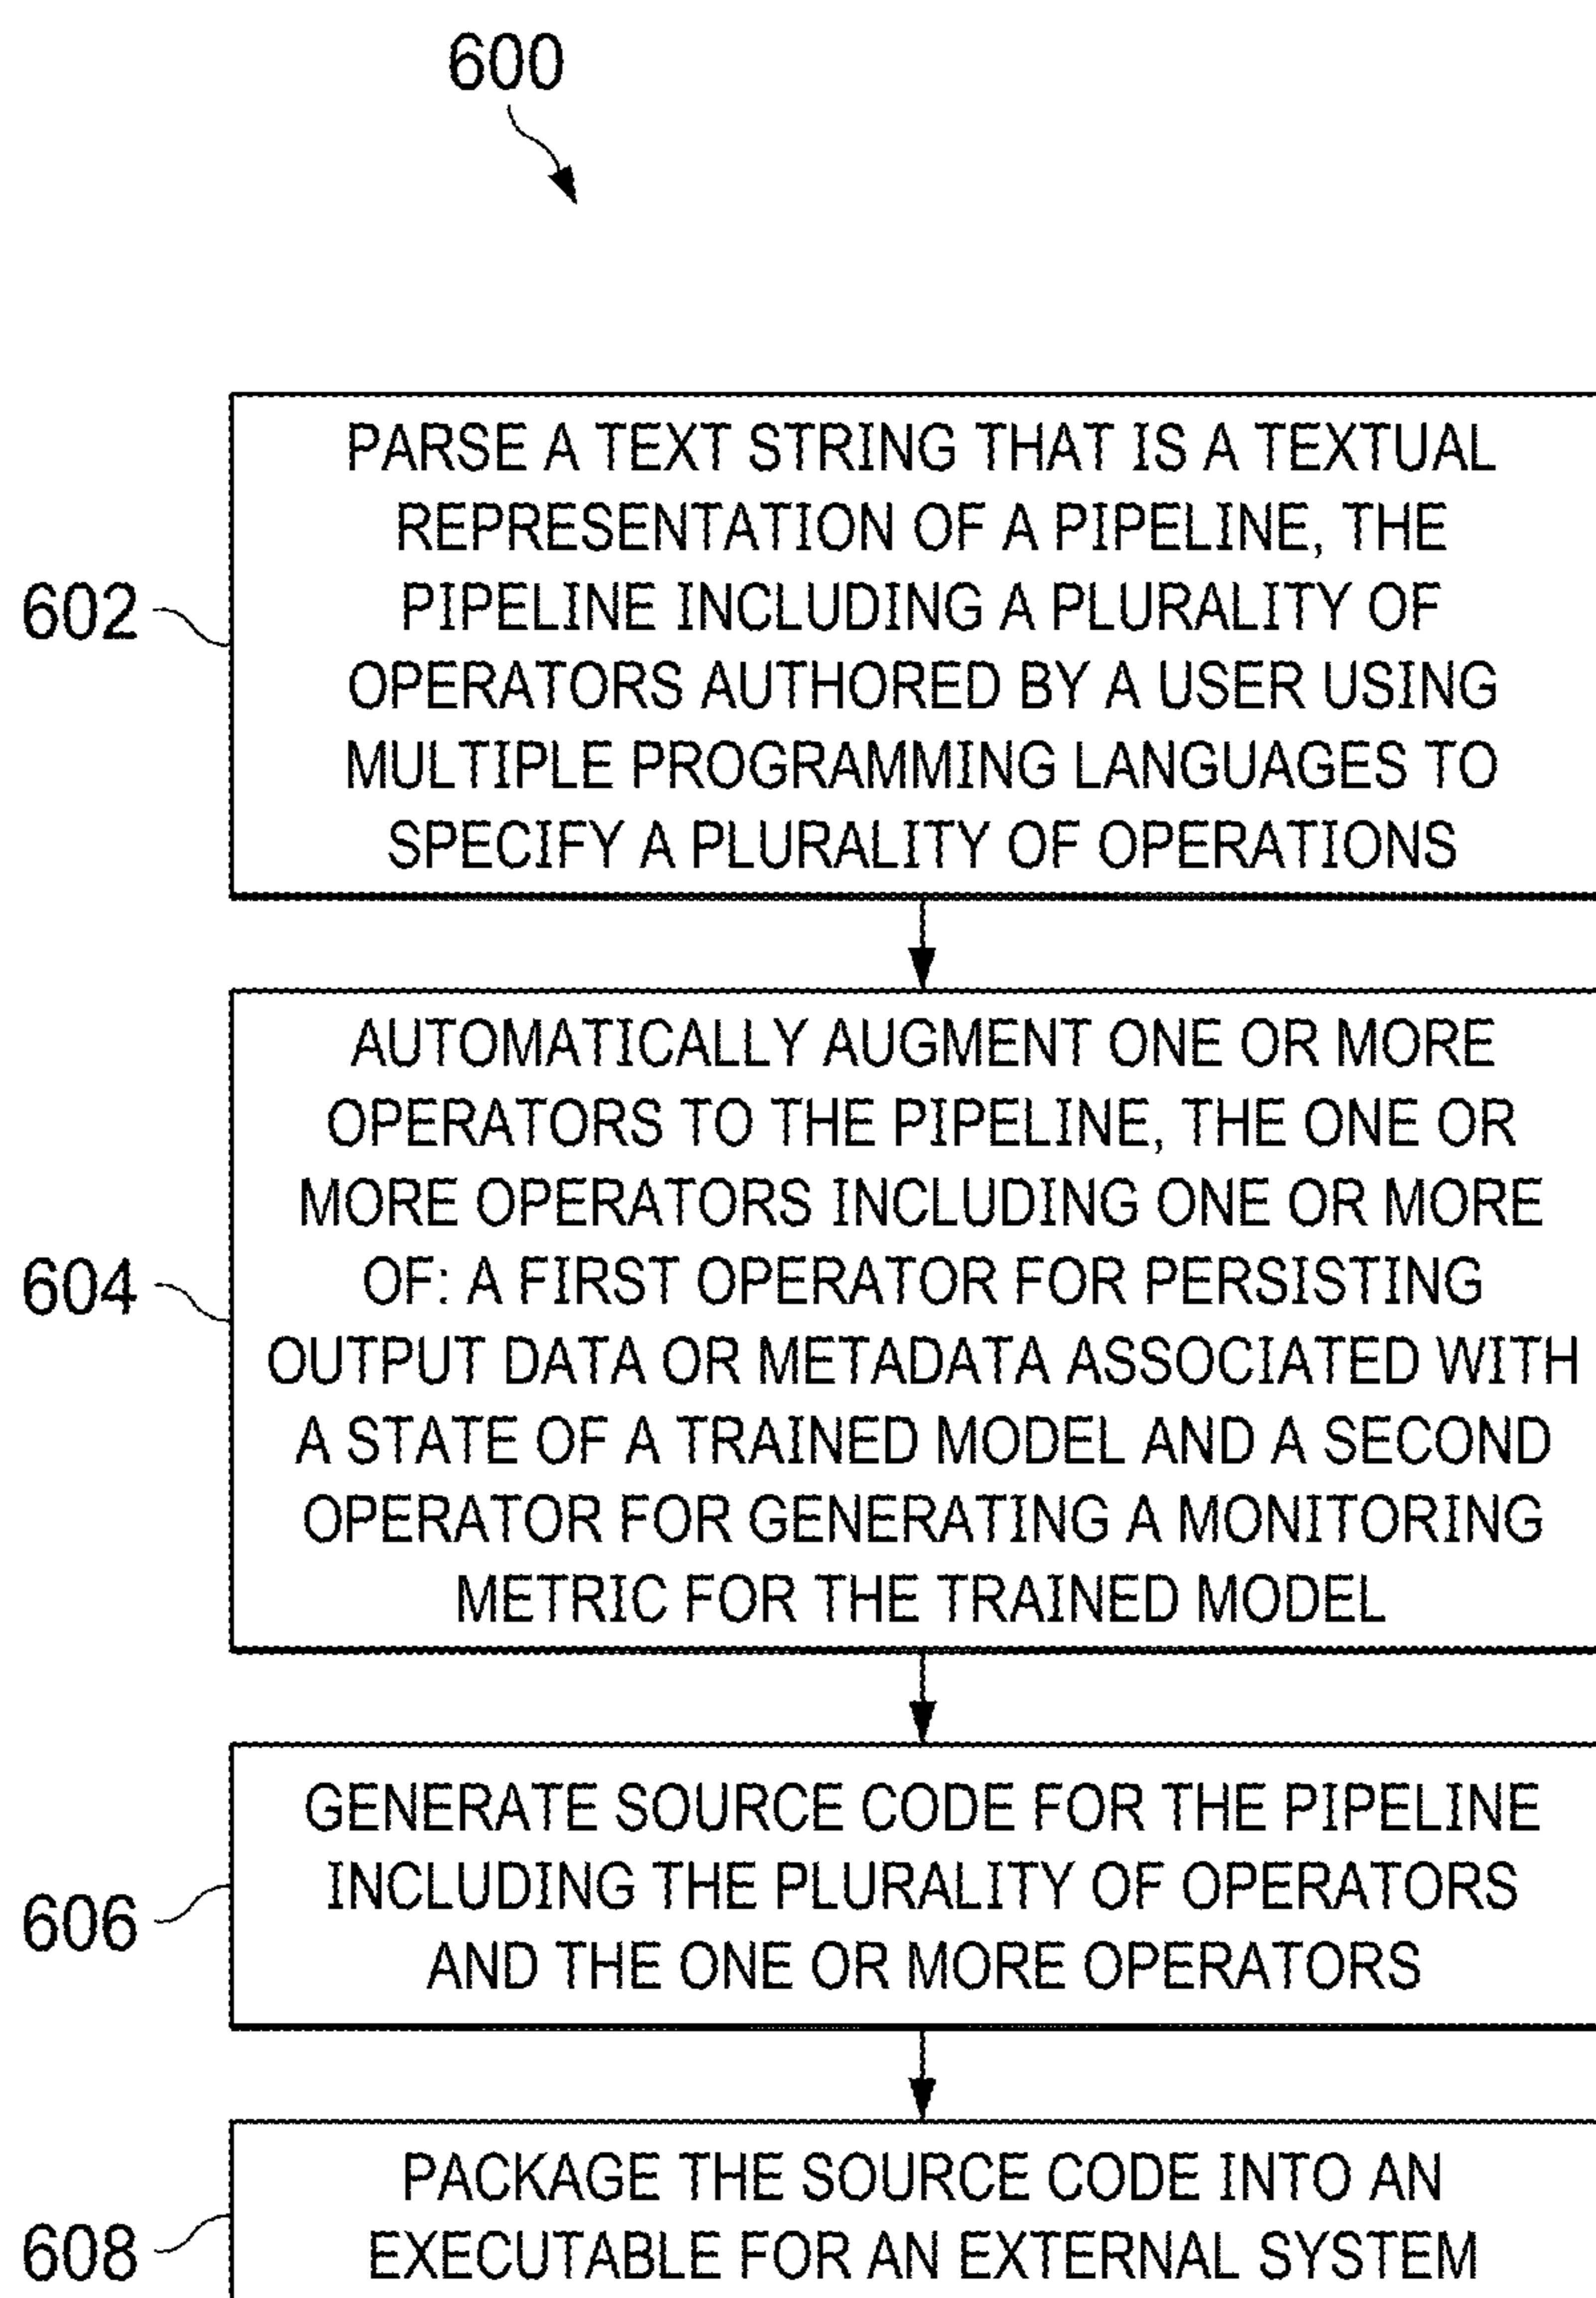 600
602
PARSE A TEXT STRING THAT IS A TEXTUAL
REPRESENTATION OF A PIPELINE, THE
PIPELINE INCLUDING A PLURALITY OF
OPERATORS AUTHORED BY A USER USING
MULTIPLE PROGRAMMING LANGUAGES TO
SPECIFY A PLURALITY OF OPERATIONS
604
AUTOMATICALLY AUGMENT ONE OR MORE
OPERATORS TO THE PIPELINE, THE ONE OR
MORE OPERATORS INCLUDING ONE OR MORE
OF: A FIRST OPERATOR FOR PERSISTING
OUTPUT DATA OR METADATA ASSOCIATED WITH
A STATE OF A TRAINED MODEL AND A SECOND
OPERATOR FOR GENERATING A MONITORING
METRIC FOR THE TRAINED MODEL
606
GENERATE SOURCE CODE FOR THE PIPELINE
INCLUDING THE PLURALITY OF OPERATORS
AND THE ONE OR MORE OPERATORS
608
PACKAGE THE SOURCE CODE INTO AN
EXECUTABLE FOR AN EXTERNAL SYSTEM